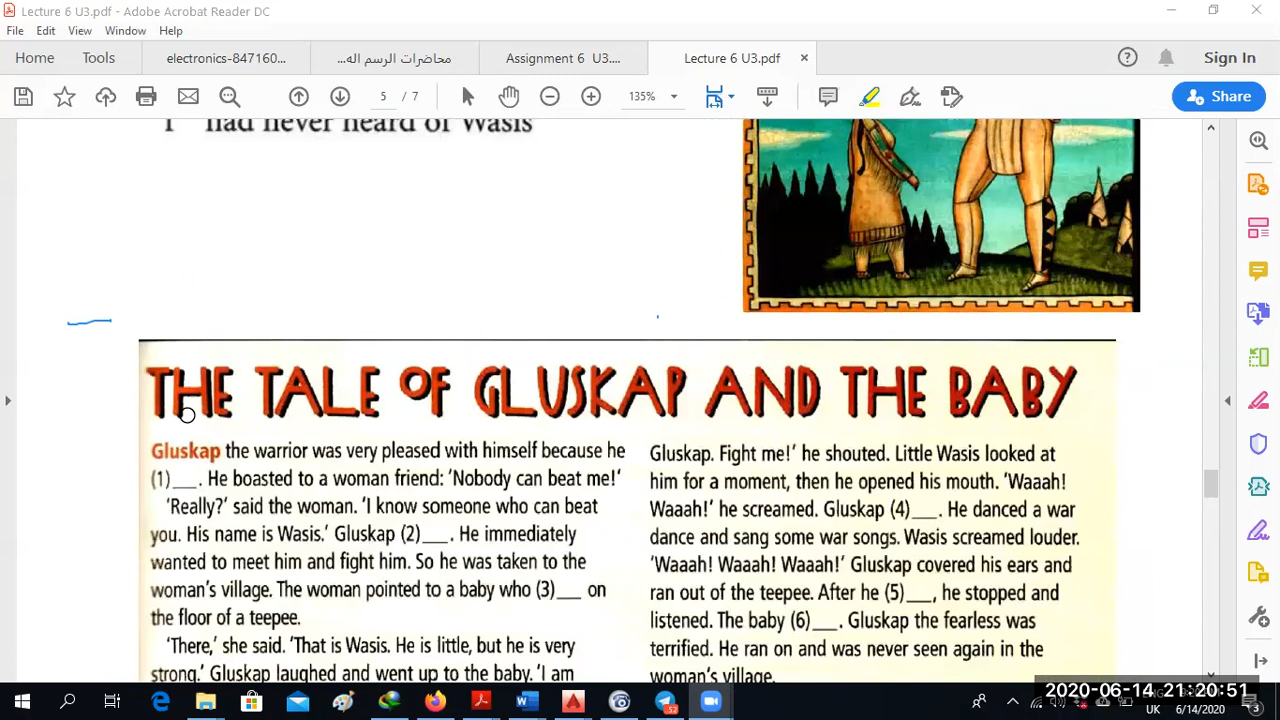 Lecture 6 U3.pdf - Adobe Acrobat Reader DC
File Edit View Window Help
Home Tools electronics-847160... محاضرات الرسم اله... Assignment 6 U3.... Lecture 6 U3.pdf × Sign In
5 / 7 135% Share
had never heard of Wasis
THE TALE OF GLUSKAP AND THE BABY
Gluskap the warrior was very pleased with himself because he
(1)___. He boasted to a woman friend: 'Nobody can beat me!'
'Really?' said the woman. 'I know someone who can beat
you. His name is Wasis.' Gluskap (2)___. He immediately
wanted to meet him and fight him. So he was taken to the
woman's village. The woman pointed to a baby who (3)___ on
the floor of a teepee.
'There,' she said. 'That is Wasis. He is little, but he is very
strong.' Gluskap laughed and went up to the baby. 'I am
Gluskap. Fight me!' he shouted. Little Wasis looked at
him for a moment, then he opened his mouth. 'Waaah!
Waaah!' he screamed. Gluskap (4)___. He danced a war
dance and sang some war songs. Wasis screamed louder.
'Waaah! Waaah! Waaah!' Gluskap covered his ears and
ran out of the teepee. After he (5)___, he stopped and
listened. The baby (6)___. Gluskap the fearless was
terrified. He ran on and was never seen again in the
woman's village.
2020-06-14 21:20:51
UK 6/14/2020